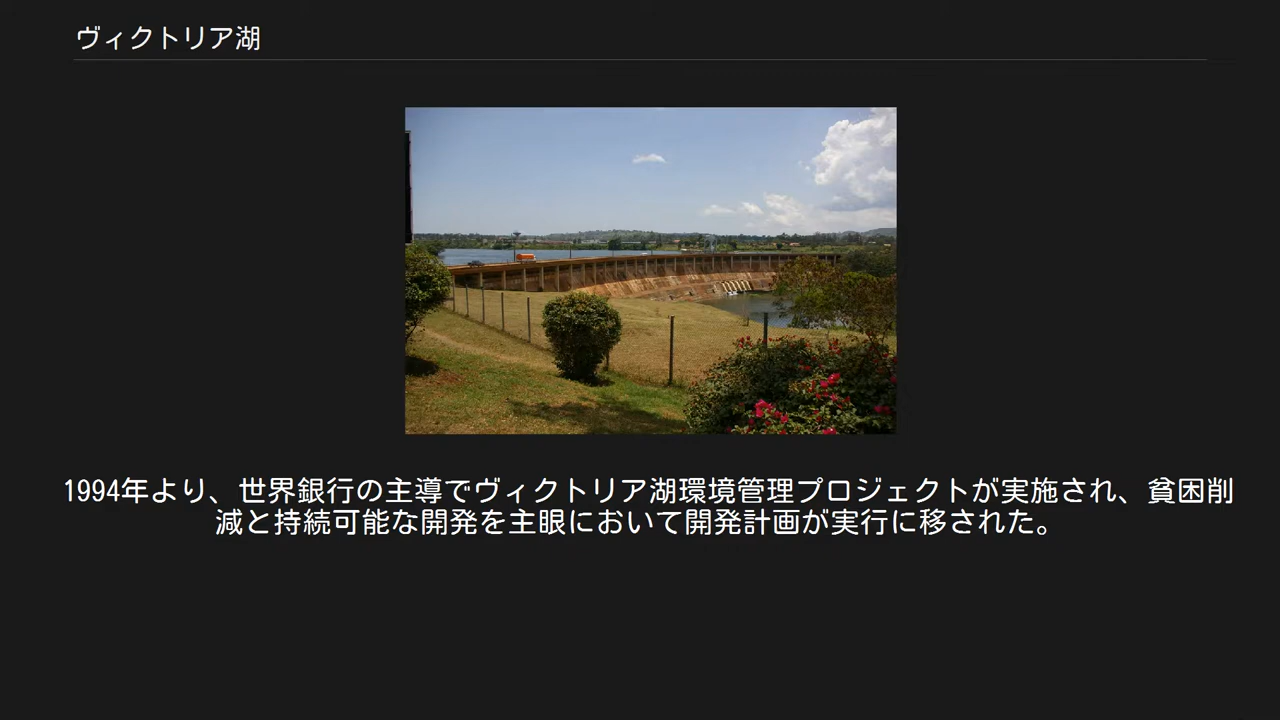 ヴィクトリア湖
1994年より、世界銀行の主導でヴィクトリア湖環境管理プロジェクトが実施され、貧困削
減と持続可能な開発を主眼において開発計画が実行に移された。